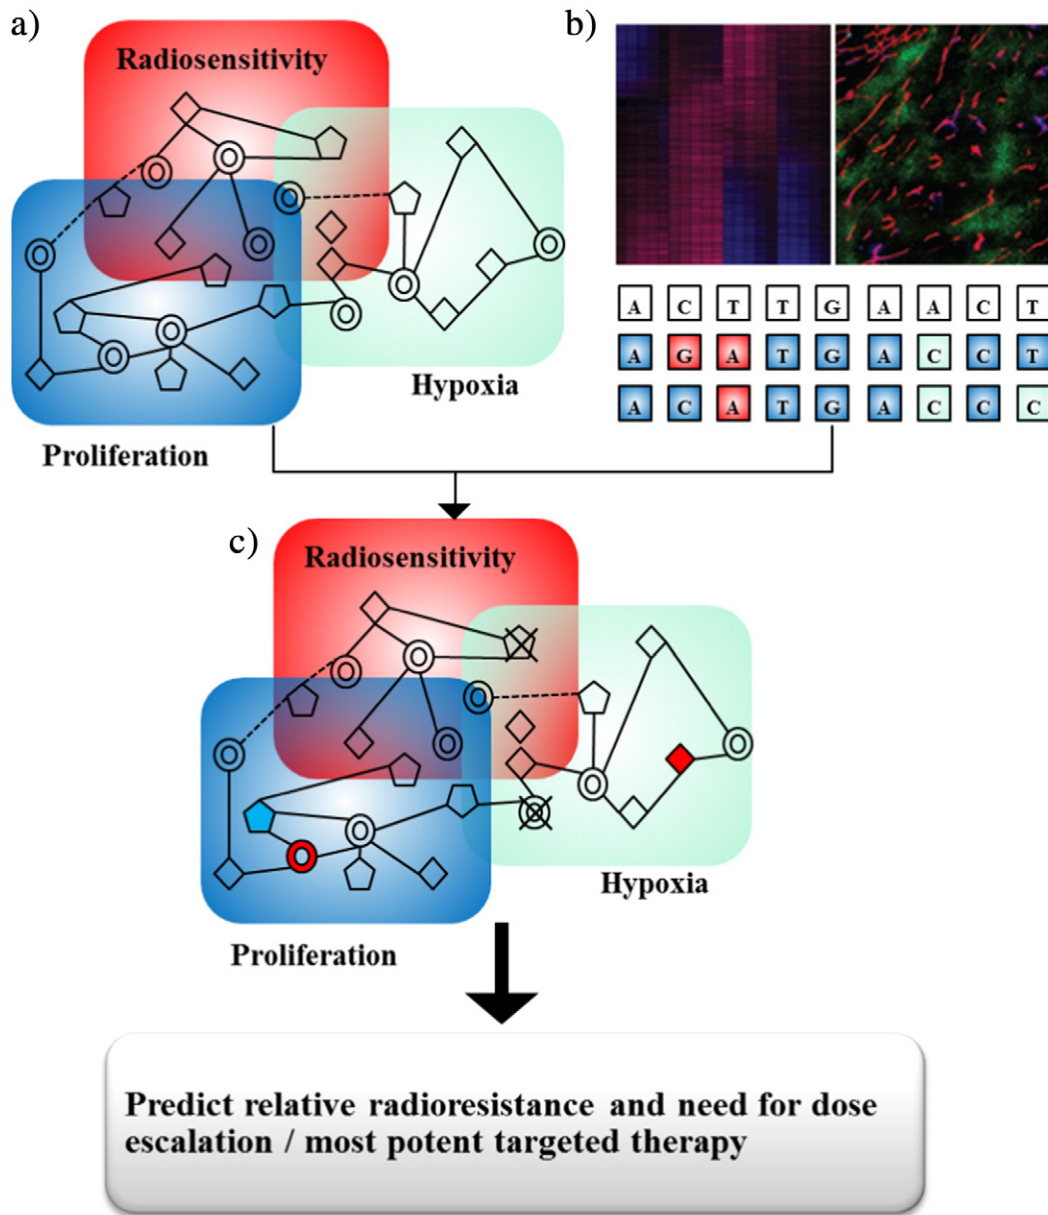 a)
Radiosensitivity
Hypoxia
Proliferation
b)
A C T T G A A C T
A G A T G A C C T
A C A T G A C C C
c)
Radiosensitivity
Hypoxia
Proliferation
Predict relative radioresistance and need for dose
escalation / most potent targeted therapy